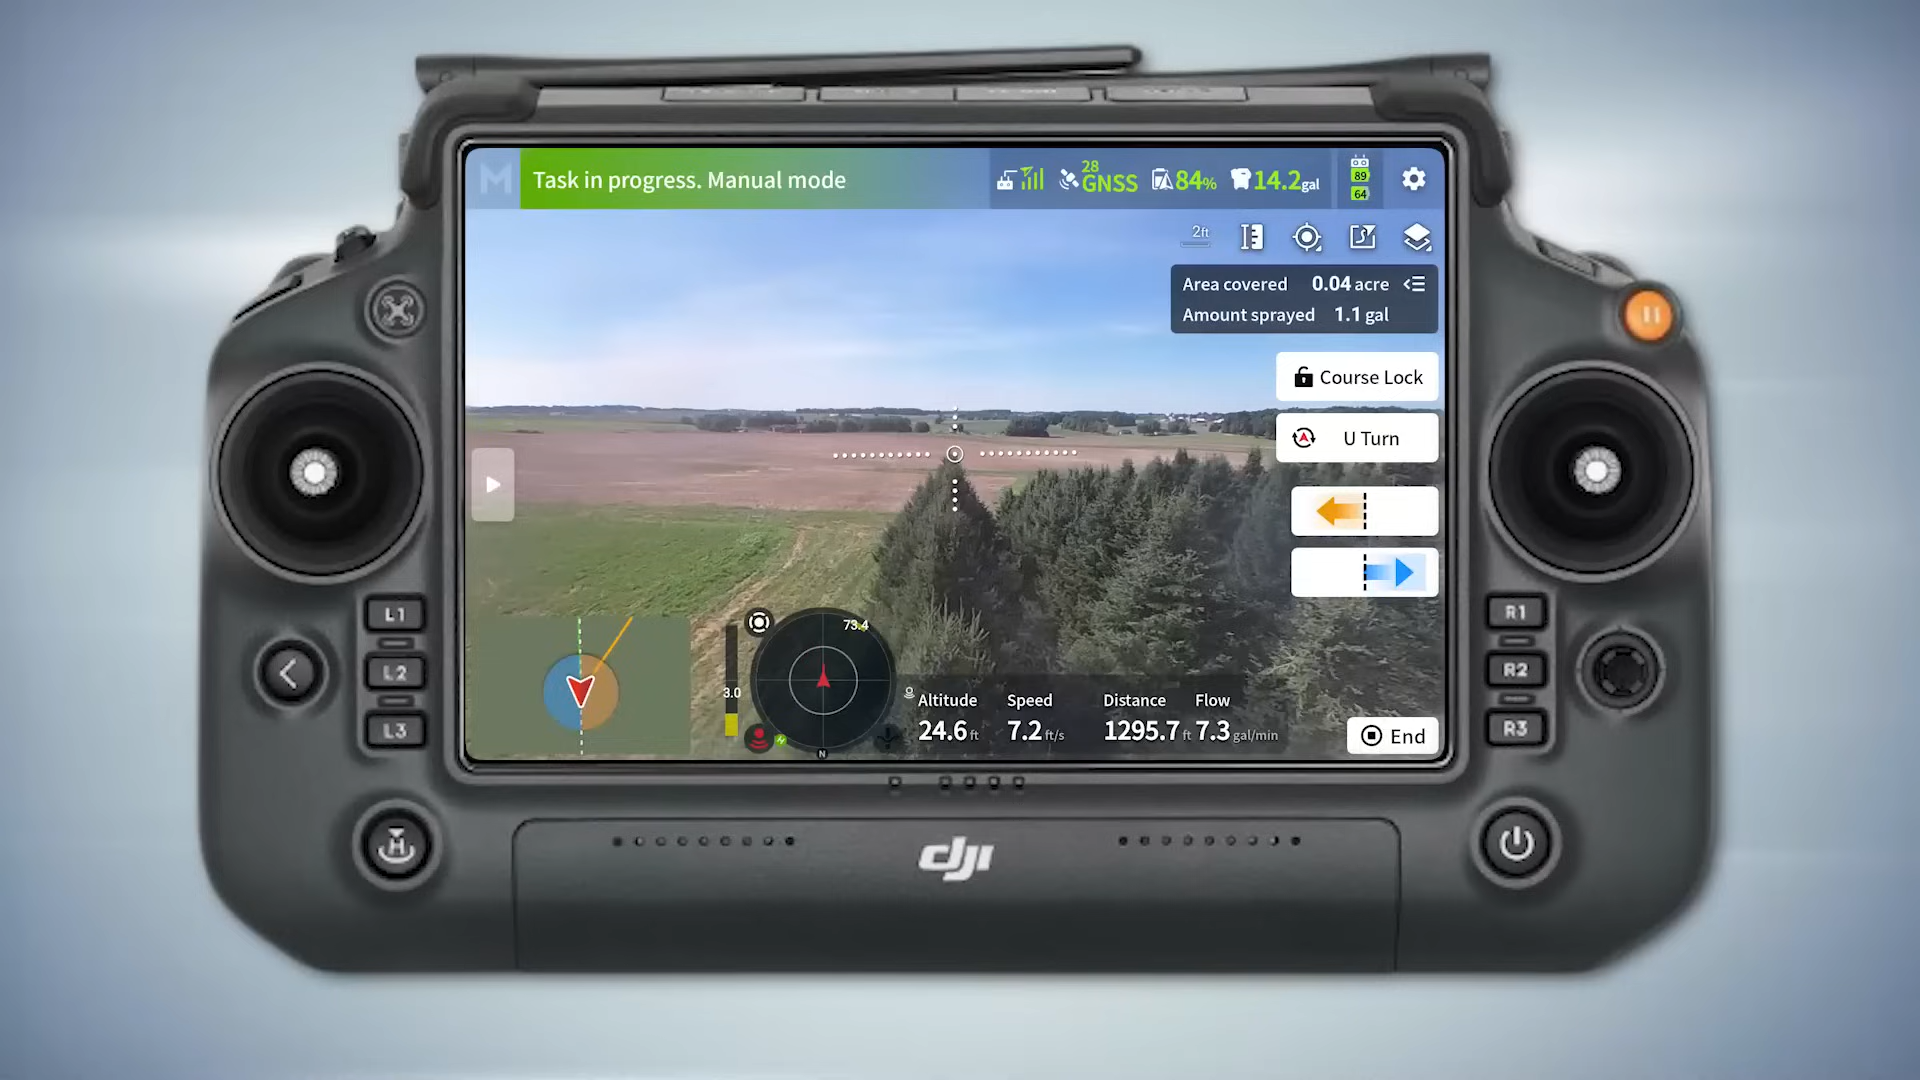 M
Task in progress. Manual mode
28
GNSS
84%
14.2gal
89
64
2ft
Area covered 0.04 acre
Amount sprayed 1.1 gal
Course Lock
U Turn
L1
L2
L3
R1
R2
R3
73.4
3.0
N
Altitude Speed Distance Flow
24.6 ft 7.2 ft/s 1295.7 ft 7.3 gal/min
End
H
dji